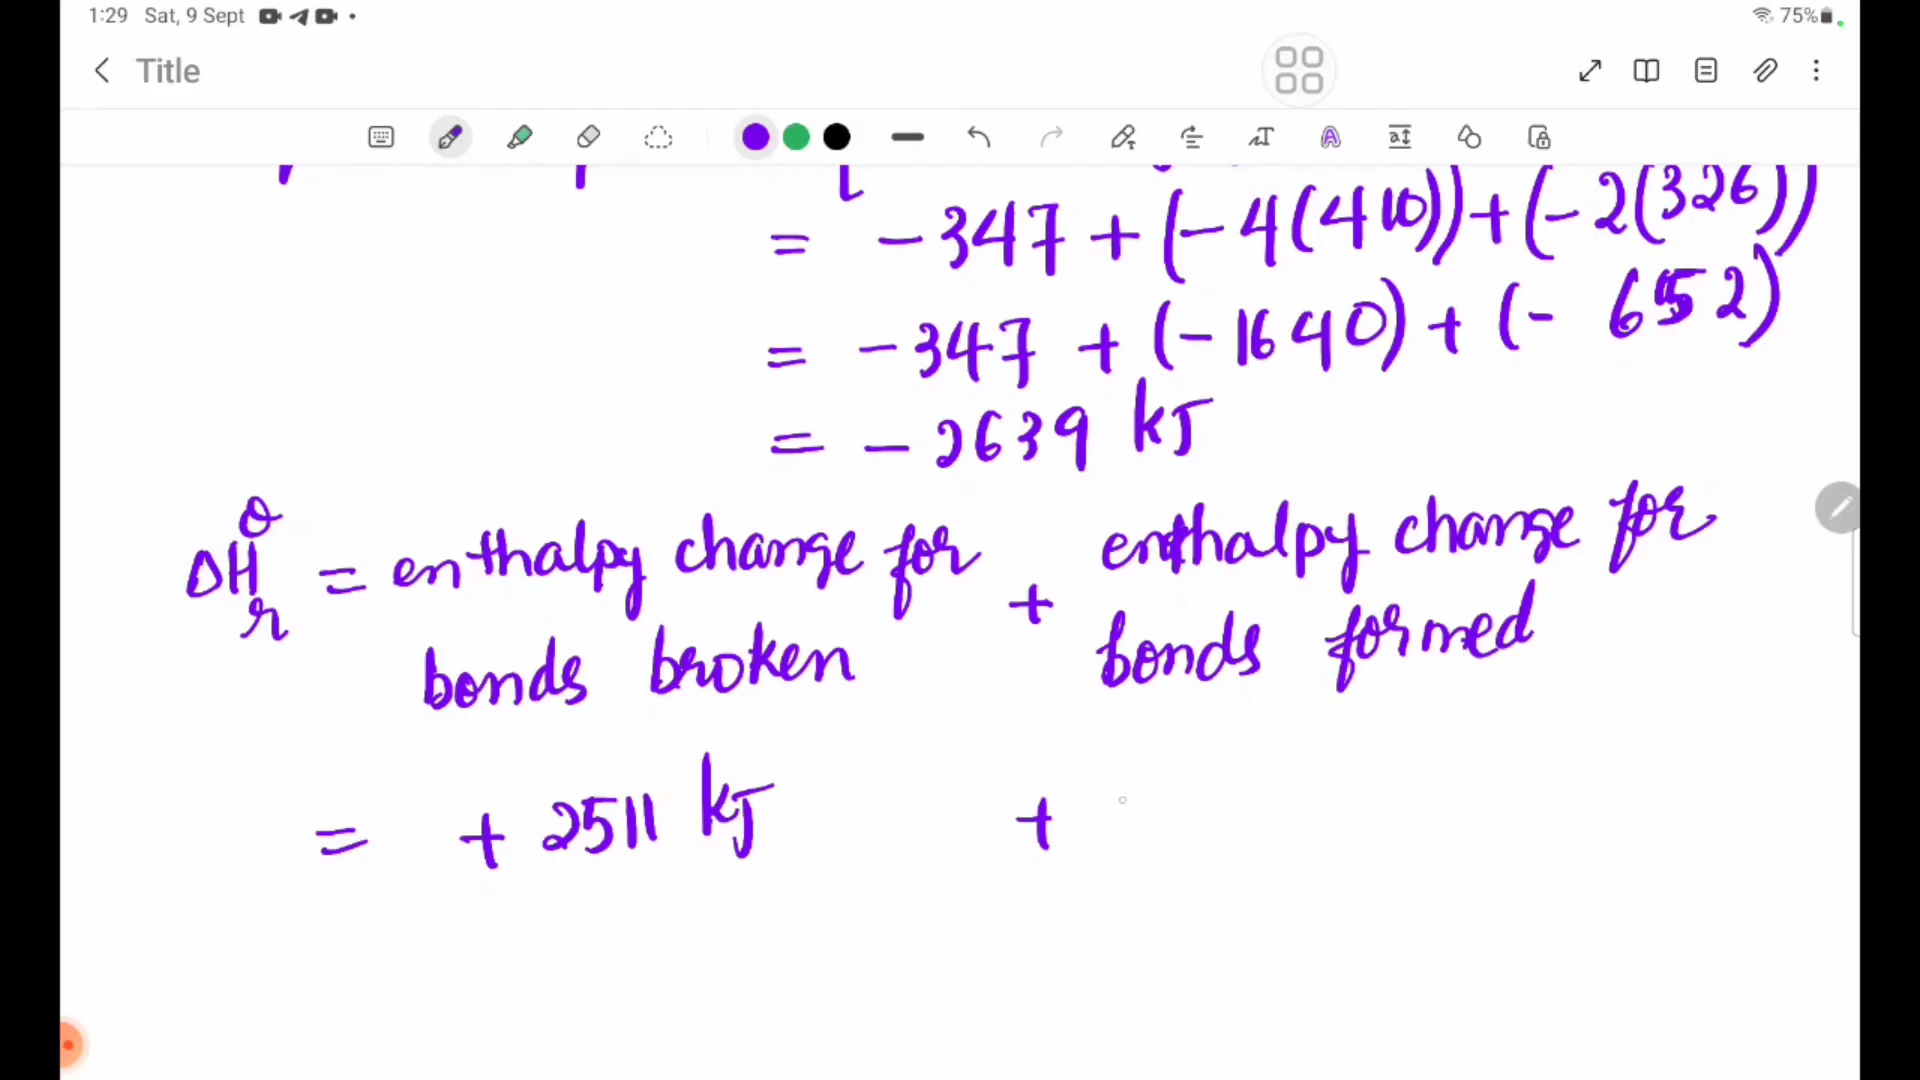 1:29 Sat, 9 Sept
75%
Title
= -347 + (-4(410)) + (-2(326))
= -347 + (-1640) + (- 652)
= -2639 kJ
ΔHᶿr = enthalpy change for bonds broken + enthalpy change for bonds formed
= + 2511 kJ +